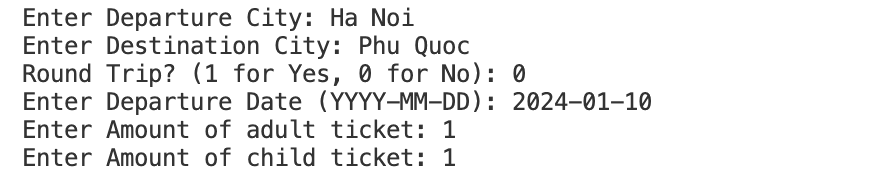 Enter Departure City: Ha Noi
Enter Destination City: Phu Quoc
Round Trip? (1 for Yes, 0 for No): 0
Enter Departure Date (YYYY-MM-DD): 2024-01-10
Enter Amount of adult ticket: 1
Enter Amount of child ticket: 1